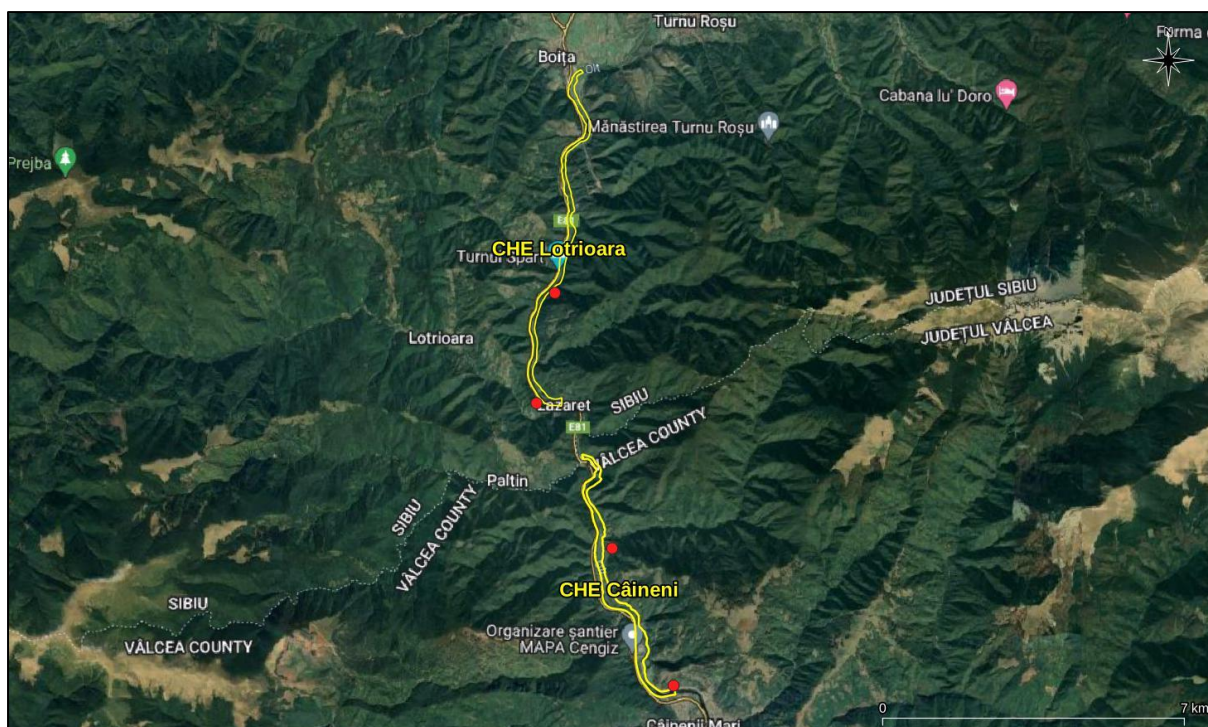 Turnu Roșu
Boița
Olt
Cabana lu' Doro
Mănăstirea Turnu Roșu
Prejba
E81
CHE Lotrioara
Turnul Spart
JUDEȚUL SIBIU
JUDEȚUL VÂLCEA
Lotrioara
Lazaret
SIBIU
E81
VÂLCEA COUNTY
Paltin
SIBIU
VÂLCEA COUNTY
CHE Câineni
SIBIU
VÂLCEA COUNTY
Organizare șantier
MAPA Cengiz
Câinenii Mari
0
7 km